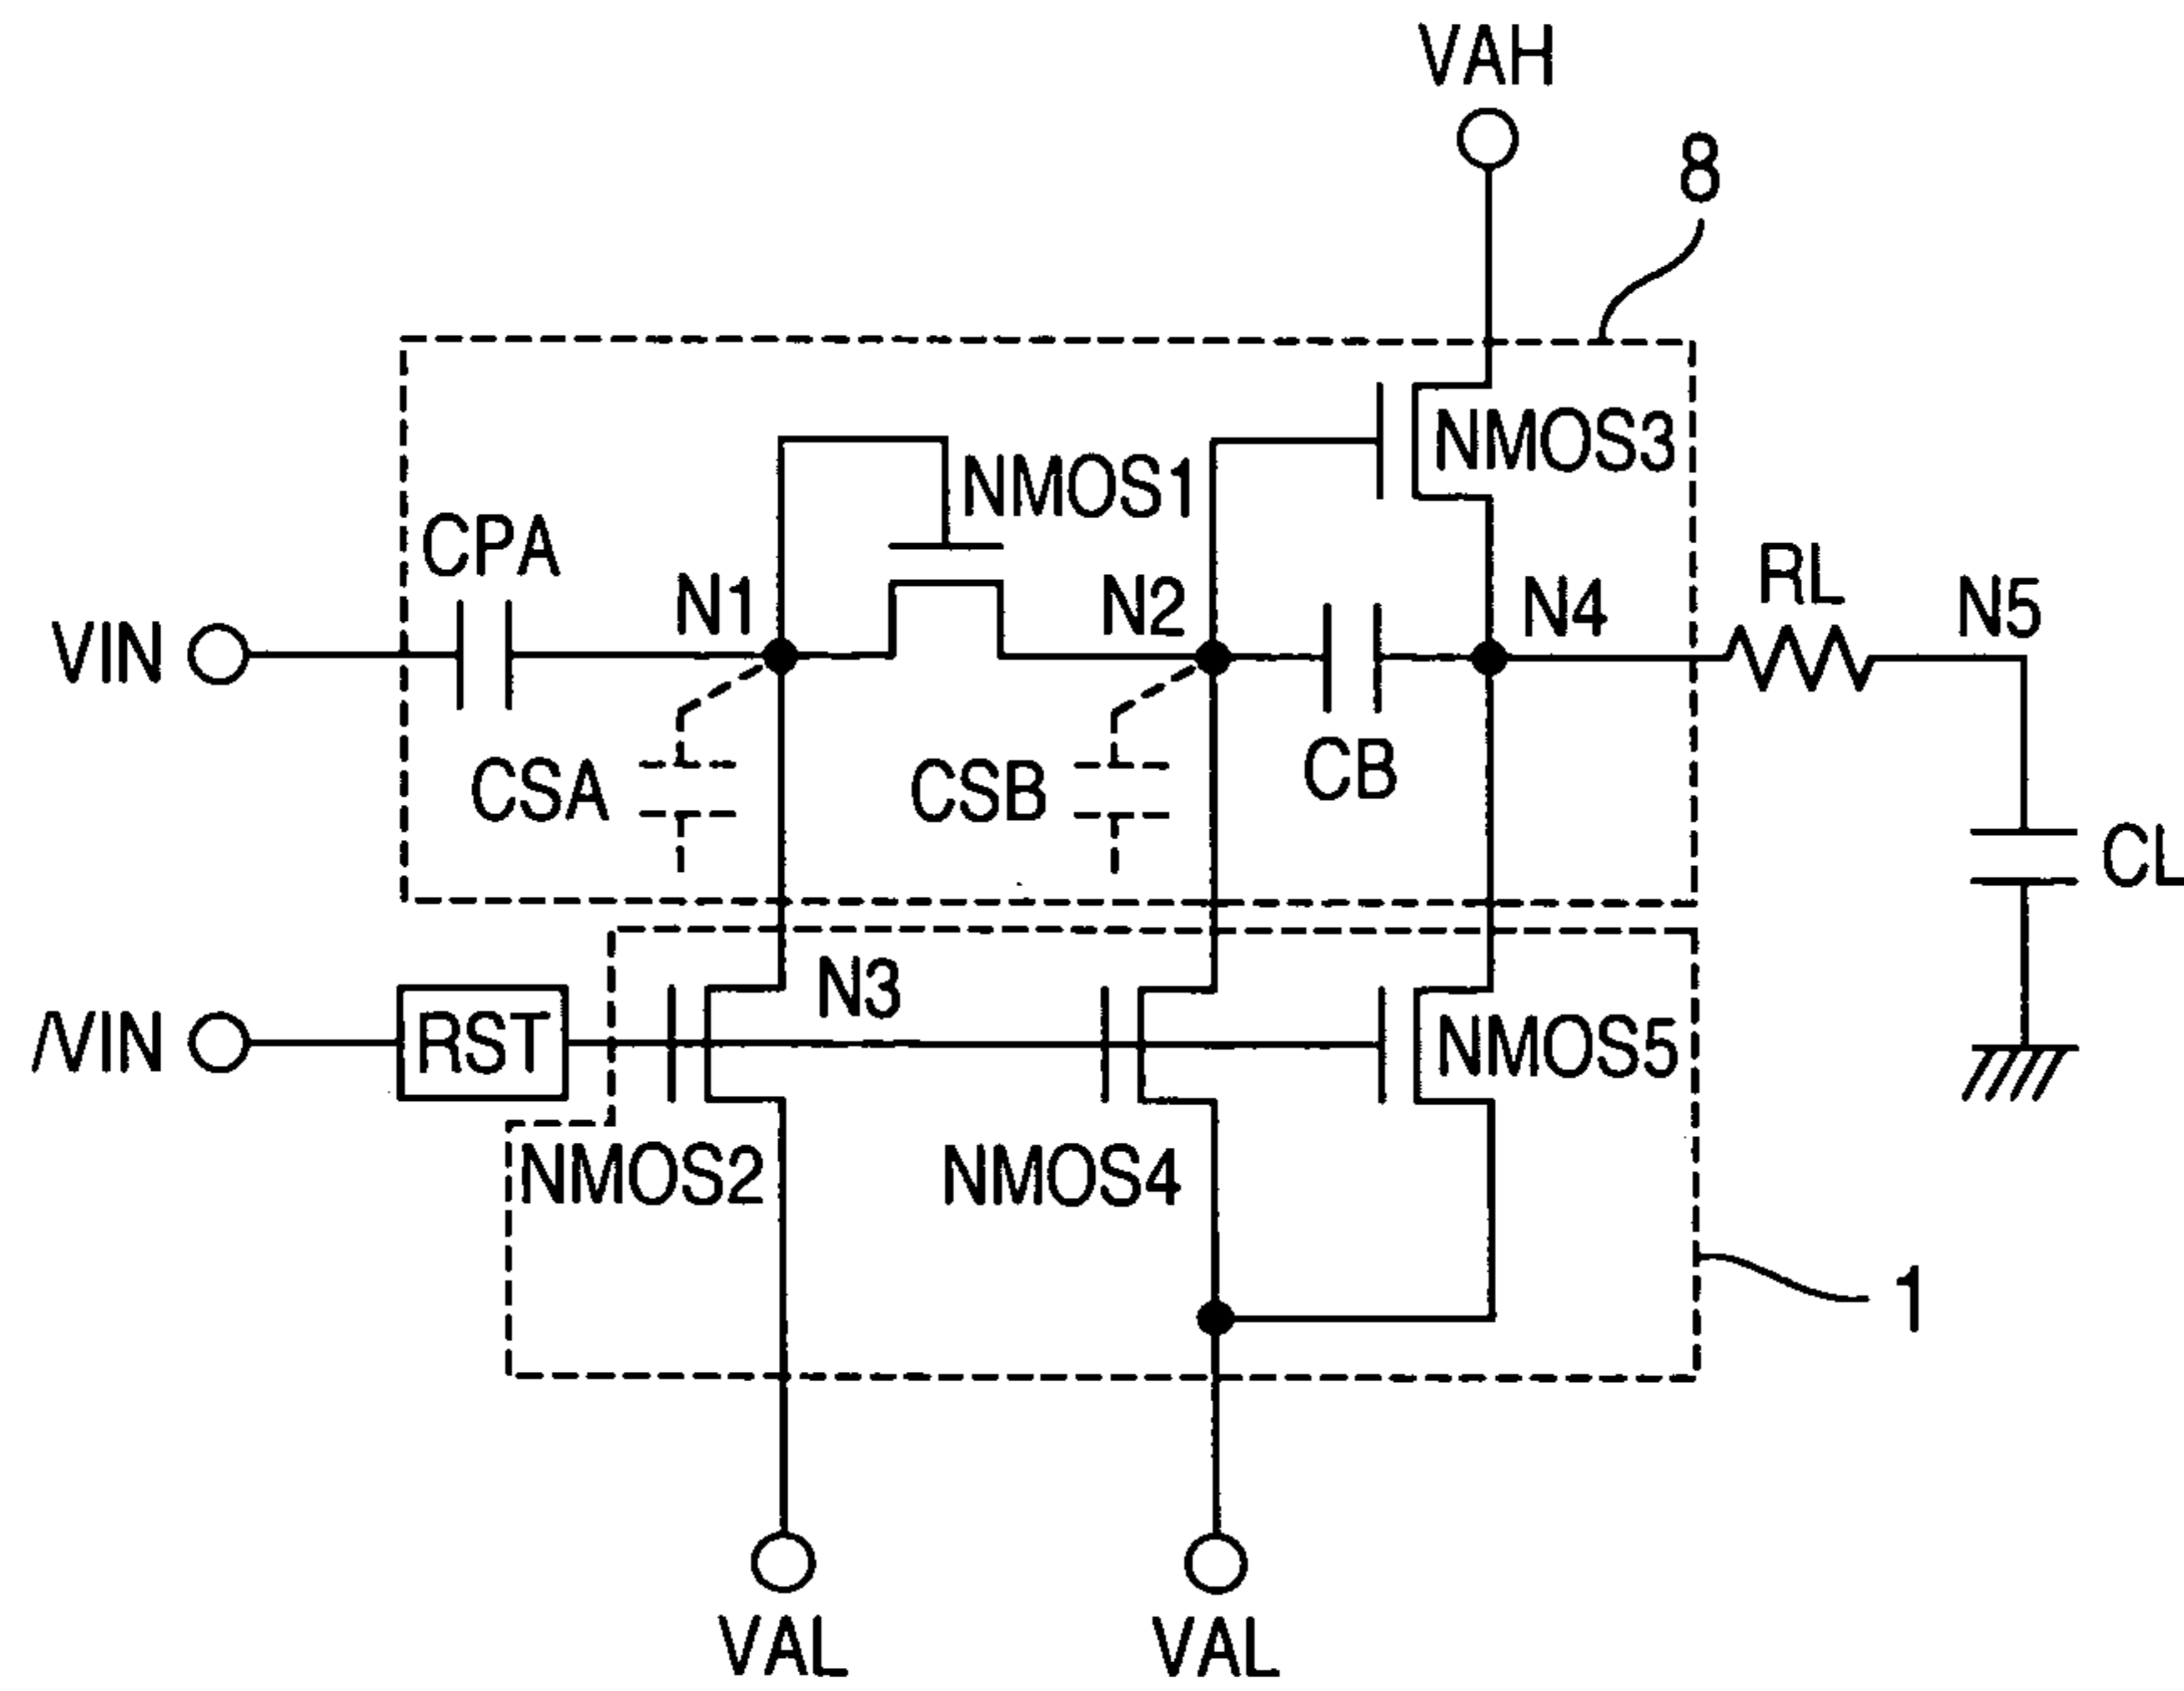 VAH
8
NMOS3
NMOS1
CPA
N1
N2
N4
RL
N5
VIN
CSA
CSB
CB
CL
N3
/VIN
RST
NMOS5
NMOS2
NMOS4
1
VAL
VAL